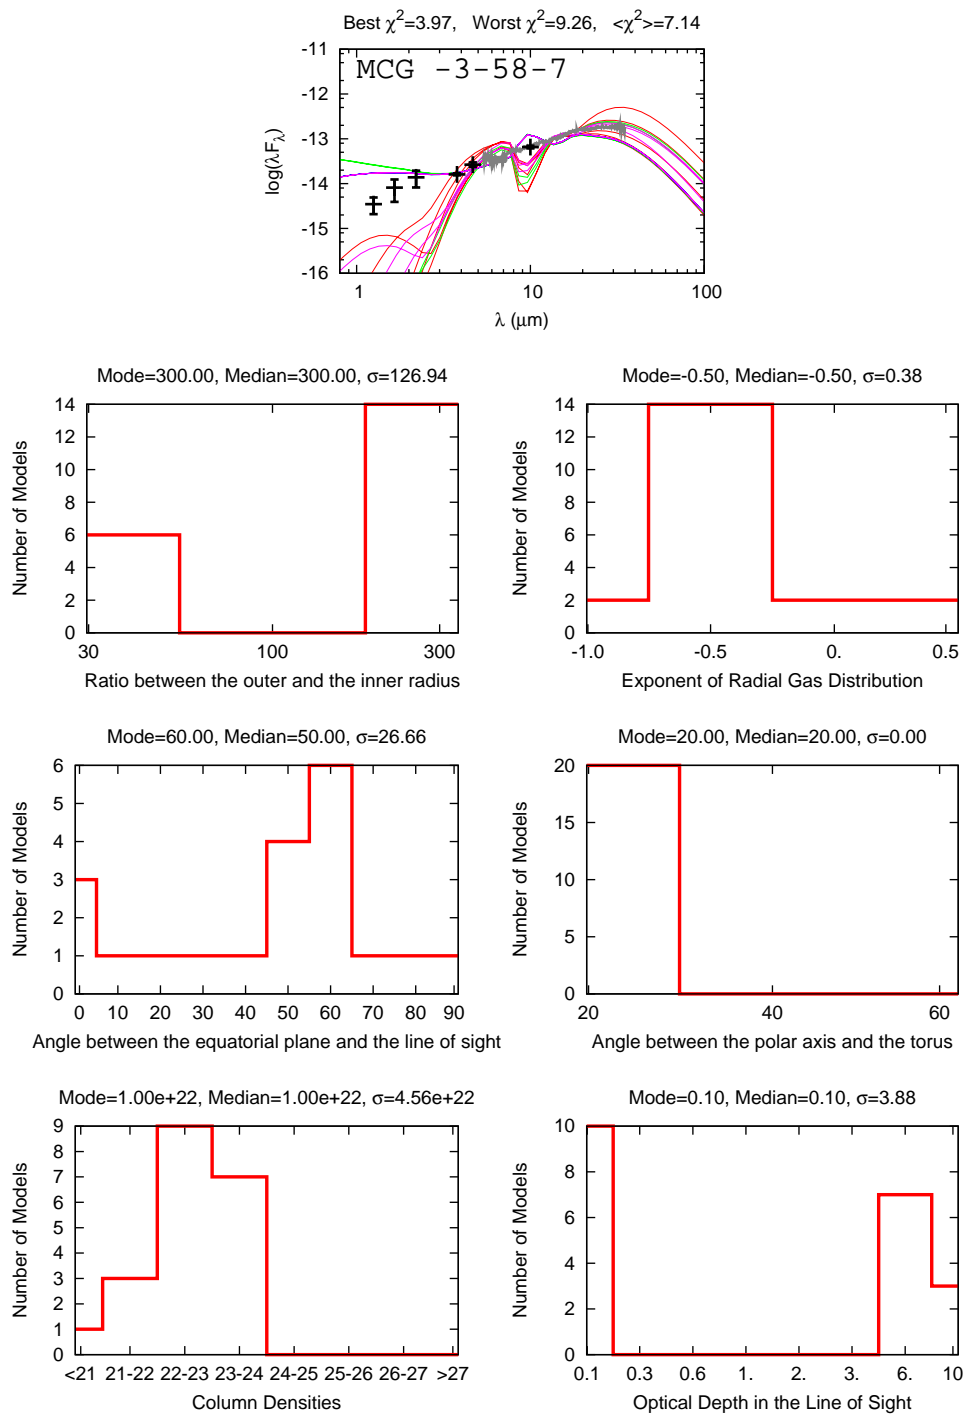 Best χ²=3.97, Worst χ²=9.26, <χ²>=7.14
MCG -3-58-7
log(λFλ)
-11
-12
-13
-14
-15
-16
1 10 100
λ (μm)
Mode=300.00, Median=300.00, σ=126.94
Number of Models
14
12
10
8
6
4
2
0
30 100 300
Ratio between the outer and the inner radius
Mode=-0.50, Median=-0.50, σ=0.38
Number of Models
14
12
10
8
6
4
2
0
-1.0 -0.5 0. 0.5
Exponent of Radial Gas Distribution
Mode=60.00, Median=50.00, σ=26.66
Number of Models
6
5
4
3
2
1
0
0 10 20 30 40 50 60 70 80 90
Angle between the equatorial plane and the line of sight
Mode=20.00, Median=20.00, σ=0.00
Number of Models
20
15
10
5
0
20 40 60
Angle between the polar axis and the torus
Mode=1.00e+22, Median=1.00e+22, σ=4.56e+22
Number of Models
9
8
7
6
5
4
3
2
1
0
<21 21-22 22-23 23-24 24-25 25-26 26-27 >27
Column Densities
Mode=0.10, Median=0.10, σ=3.88
Number of Models
10
8
6
4
2
0
0.1 0.3 0.6 1. 2. 3. 6. 10
Optical Depth in the Line of Sight